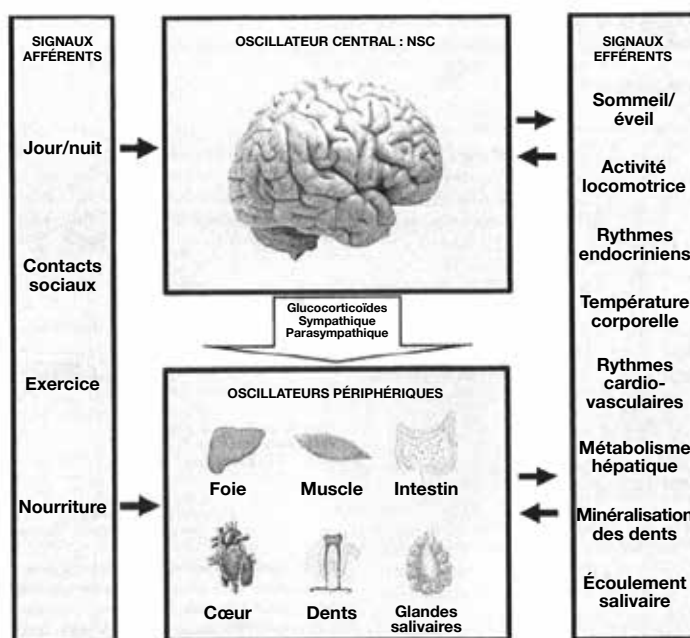 SIGNAUX
AFFÉRENTS
Jour/nuit
Contacts
sociaux
Exercice
Nourriture
OSCILLATEUR CENTRAL : NSC
Glucocorticoïdes
Sympathique
Parasympathique
OSCILLATEURS PÉRIPHÉRIQUES
Foie
Muscle
Intestin
Cœur
Dents
Glandes
salivaires
SIGNAUX
EFFÉRENTS
Sommeil/
éveil
Activité
locomotrice
Rythmes
endocriniens
Température
corporelle
Rythmes
cardio-
vasculaires
Métabolisme
hépatique
Minéralisation
des dents
Écoulement
salivaire